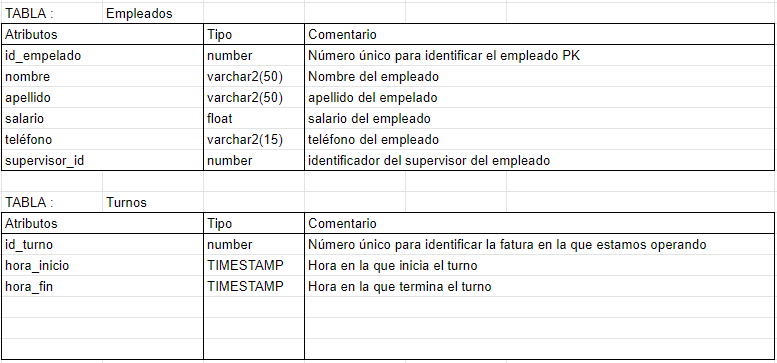 TABLA : Empleados
Atributos Tipo Comentario
id_empelado number Número único para identificar el empleado PK
nombre varchar2(50) Nombre del empleado
apellido varchar2(50) apellido del empelado
salario float salario del empleado
teléfono varchar2(15) teléfono del empleado
supervisor_id number identificador del supervisor del empleado
TABLA : Turnos
Atributos Tipo Comentario
id_turno number Número único para identificar la fatura en la que estamos operando
hora_inicio TIMESTAMP Hora en la que inicia el turno
hora_fin TIMESTAMP Hora en la que termina el turno